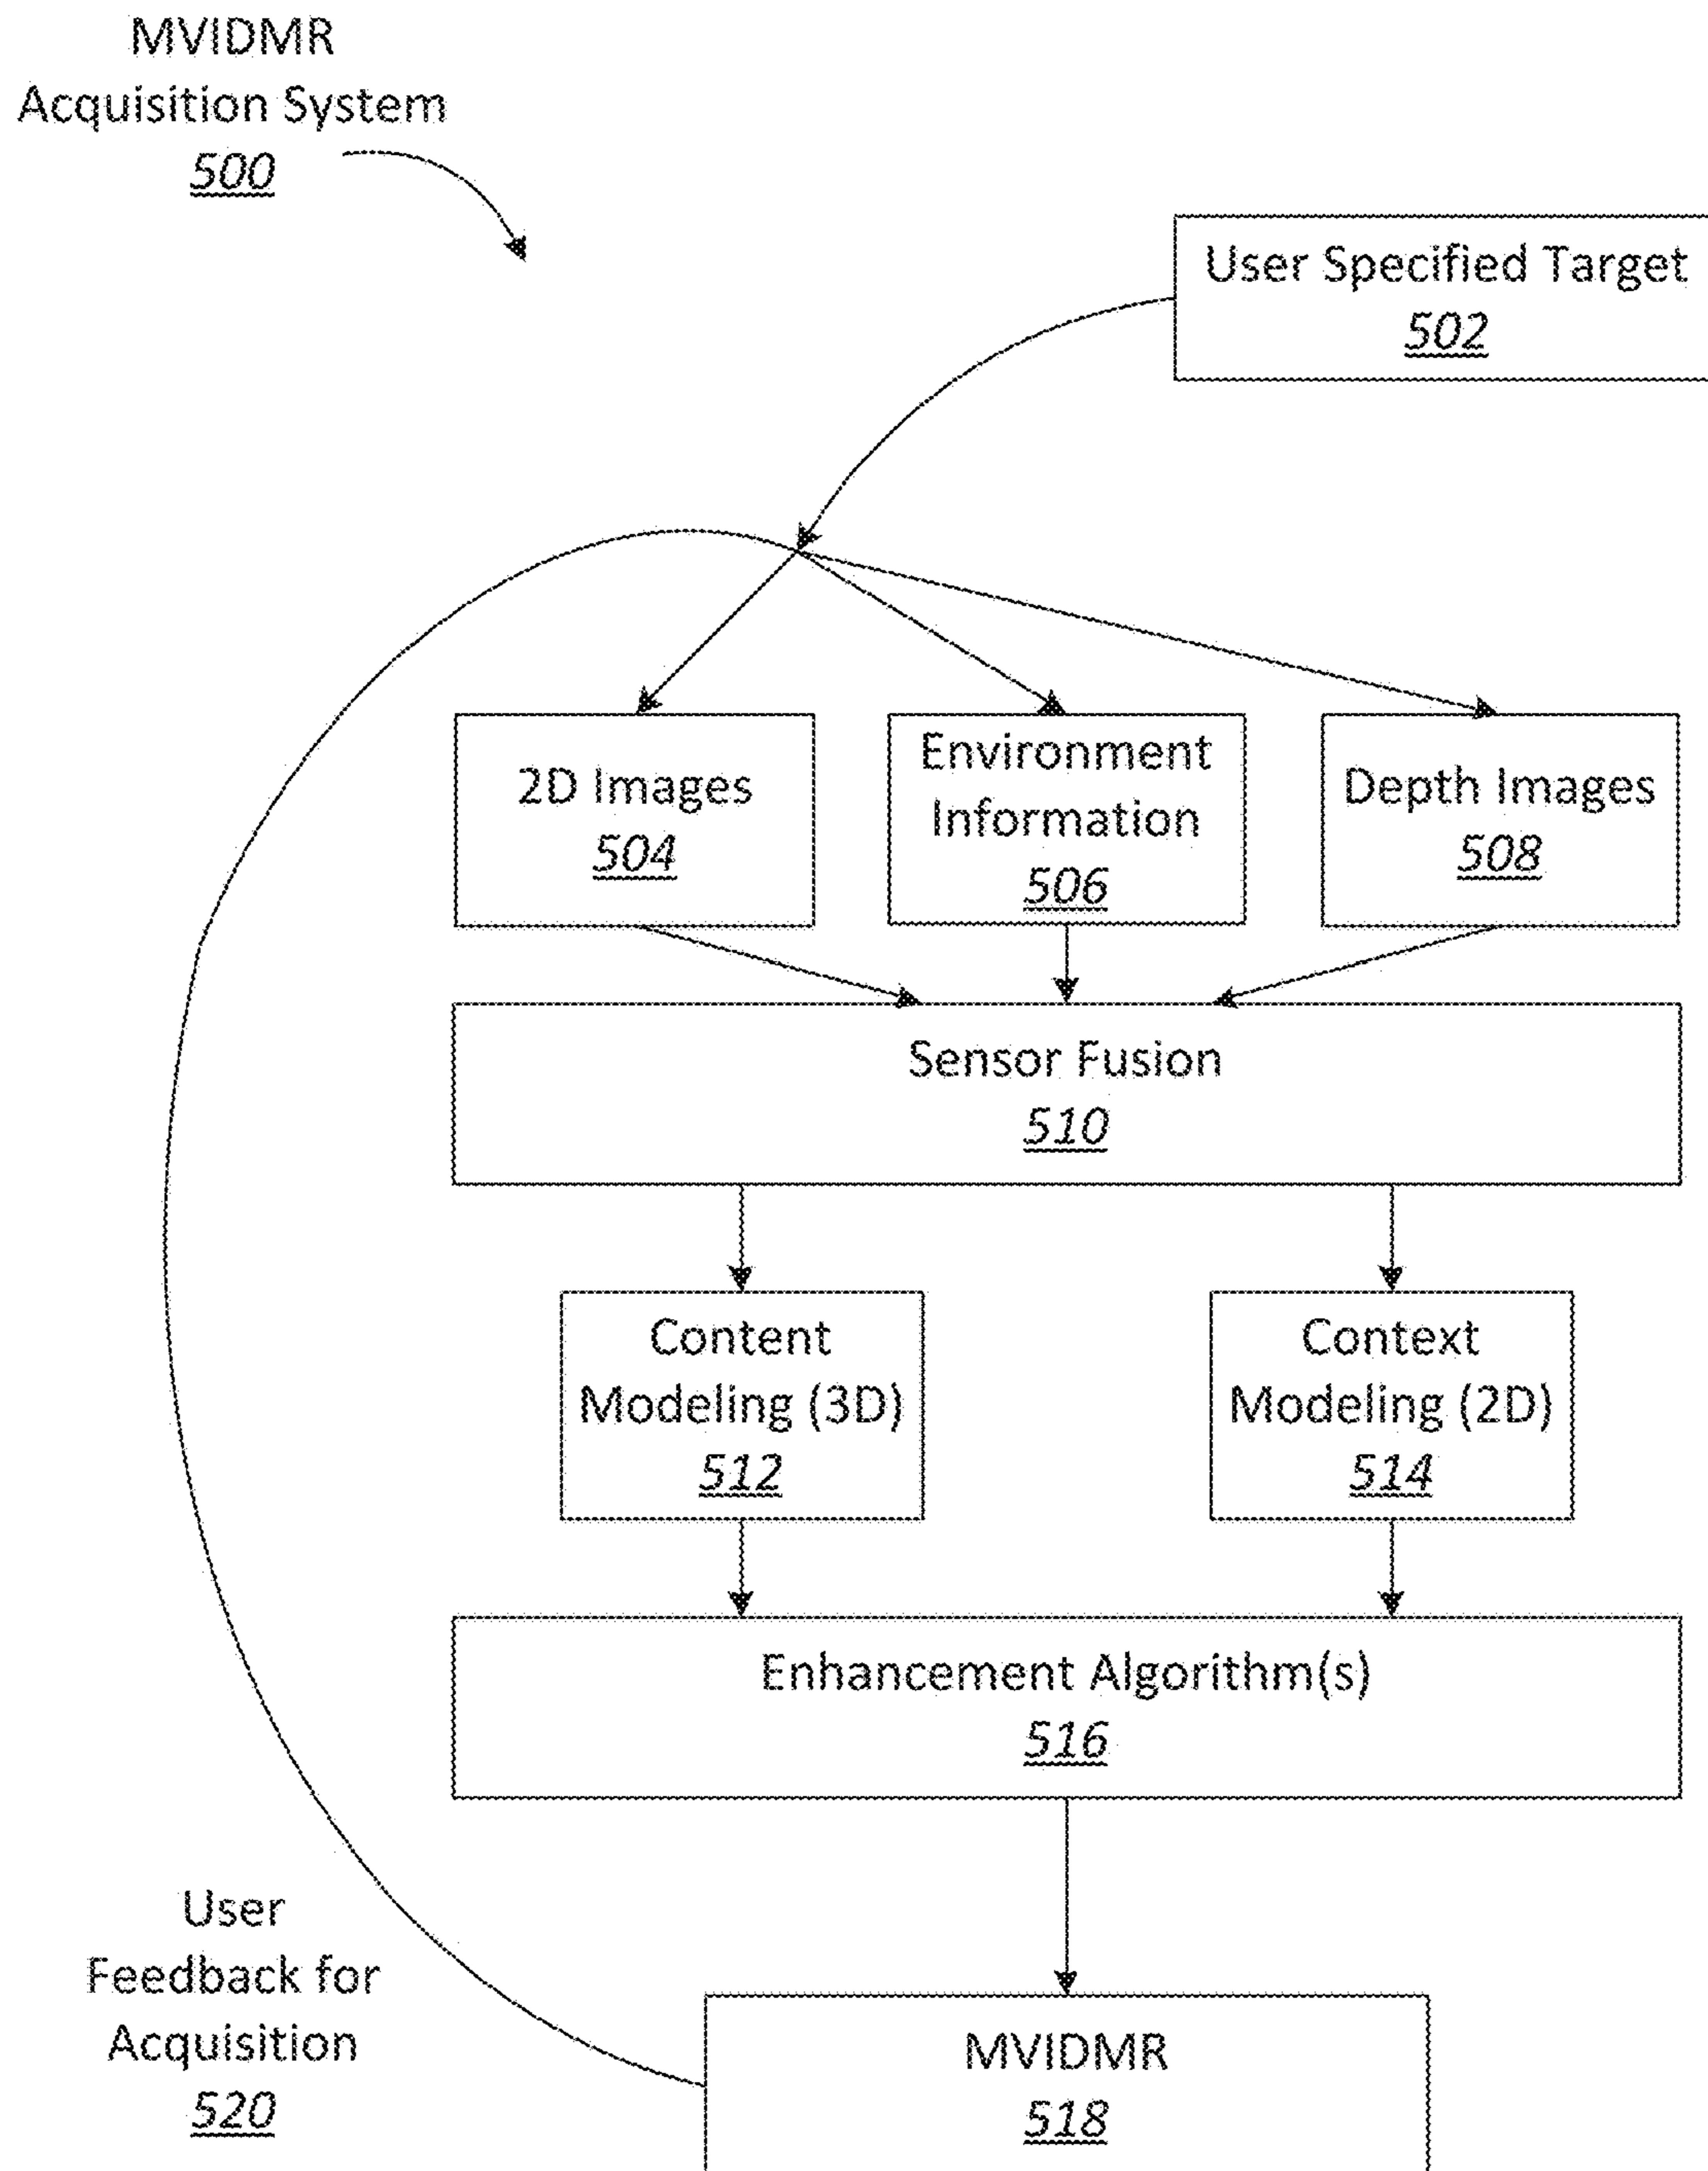 MVIDMR
Acquisition System
500
User Specified Target
502
2D Images
504
Environment
Information
506
Depth Images
508
Sensor Fusion
510
Content
Modeling (3D)
512
Context
Modeling (2D)
514
Enhancement Algorithm(s)
516
User
Feedback for
Acquisition
520
MVIDMR
518